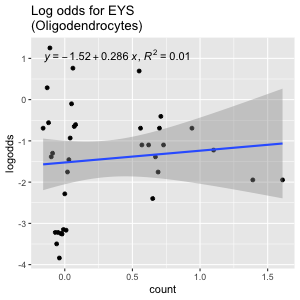 Log odds for EYS
(Oligodendrocytes)
y = −1.52 + 0.286 x, R² = 0.01
1
0
-1
-2
-3
-4
logodds
0.0 0.5 1.0 1.5
count